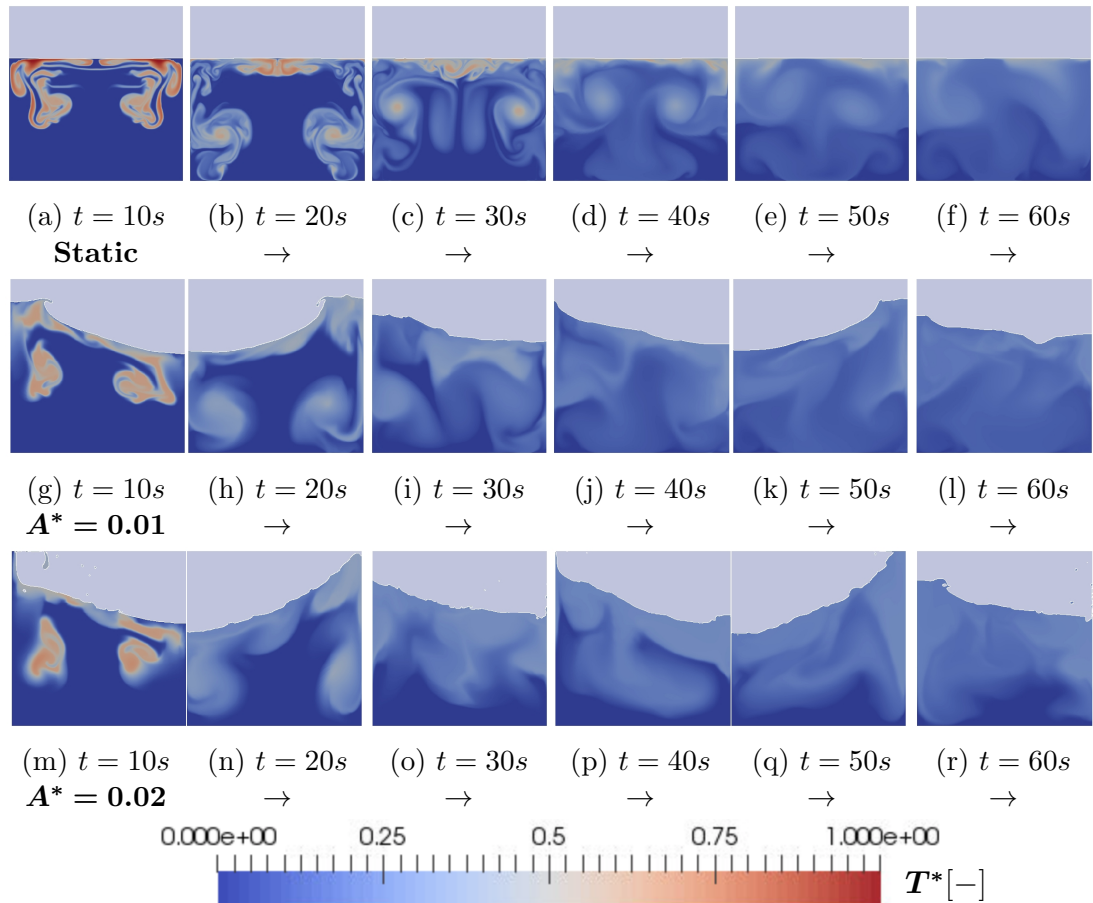 (a) t = 10s (b) t = 20s (c) t = 30s (d) t = 40s (e) t = 50s (f) t = 60s
Static → → → → →
(g) t = 10s (h) t = 20s (i) t = 30s (j) t = 40s (k) t = 50s (l) t = 60s
A* = 0.01 → → → → →
(m) t = 10s (n) t = 20s (o) t = 30s (p) t = 40s (q) t = 50s (r) t = 60s
A* = 0.02 → → → → →
0.000e+00 0.25 0.5 0.75 1.000e+00
T*[−]